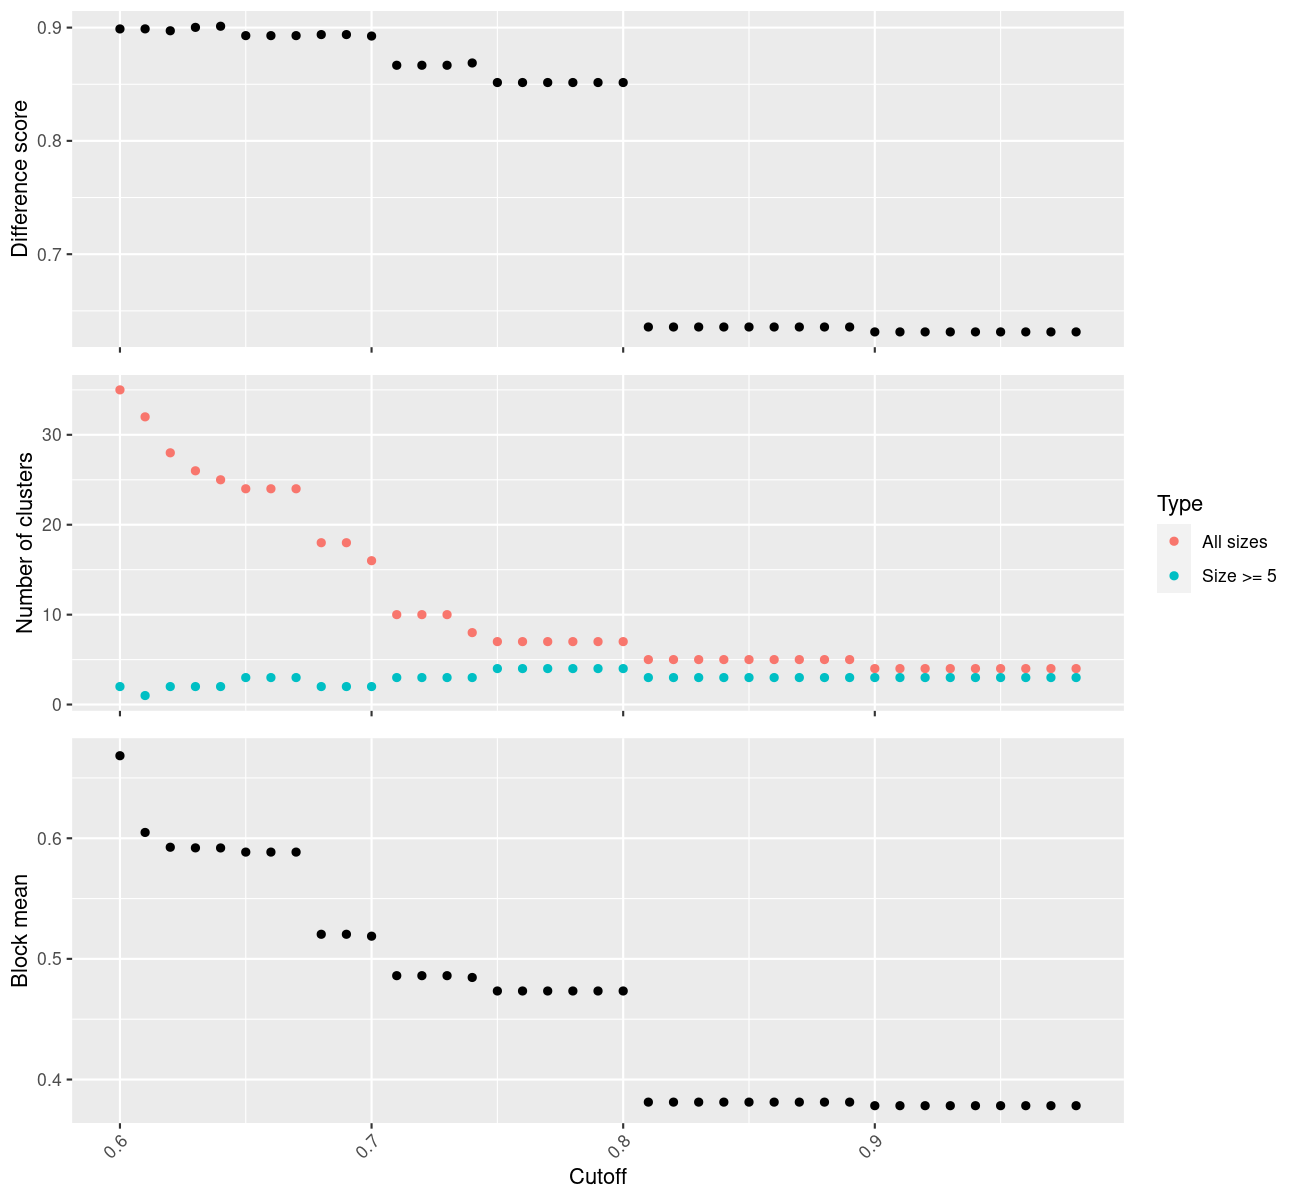 Difference score
0.9
0.8
0.7
Number of clusters
30
20
10
0
Type
All sizes
Size >= 5
Block mean
0.6
0.5
0.4
0.6
0.7
0.8
0.9
Cutoff